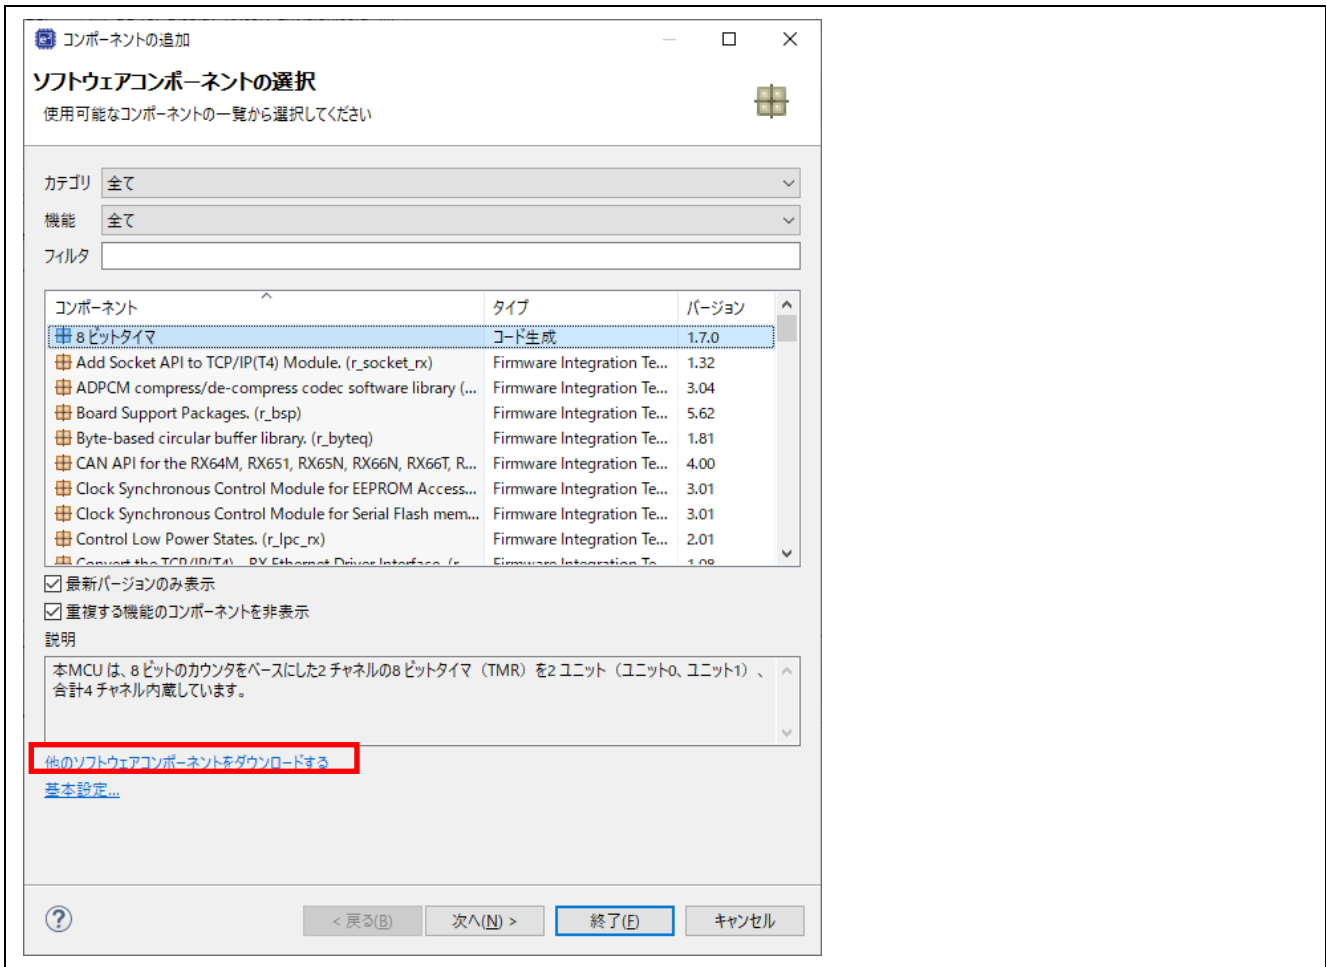 コンポーネントの追加
ソフトウェアコンポーネントの選択
使用可能なコンポーネントの一覧から選択してください
カテゴリ 全て
機能 全て
フィルタ
コンポーネント タイプ バージョン
8 ビットタイマ コード生成 1.7.0
Add Socket API to TCP/IP(T4) Module. (r_socket_rx) Firmware Integration Te... 1.32
ADPCM compress/de-compress codec software library (... Firmware Integration Te... 3.04
Board Support Packages. (r_bsp) Firmware Integration Te... 5.62
Byte-based circular buffer library. (r_byteq) Firmware Integration Te... 1.81
CAN API for the RX64M, RX651, RX65N, RX66N, RX66T, R... Firmware Integration Te... 4.00
Clock Synchronous Control Module for EEPROM Access... Firmware Integration Te... 3.01
Clock Synchronous Control Module for Serial Flash mem... Firmware Integration Te... 3.01
Control Low Power States. (r_lpc_rx) Firmware Integration Te... 2.01
Convert the TCP/IP(T4) - RX Ethernet Driver Interface. (r... Firmware Integration Te... 1.08
最新バージョンのみ表示
重複する機能のコンポーネントを非表示
説明
本MCU は、8 ビットのカウンタをベースにした2 チャネルの8 ビットタイマ（TMR）を2 ユニット（ユニット0、ユニット1）、
合計4 チャネル内蔵しています。
他のソフトウェアコンポーネントをダウンロードする
基本設定...
< 戻る(B) 次へ(N) > 終了(F) キャンセル